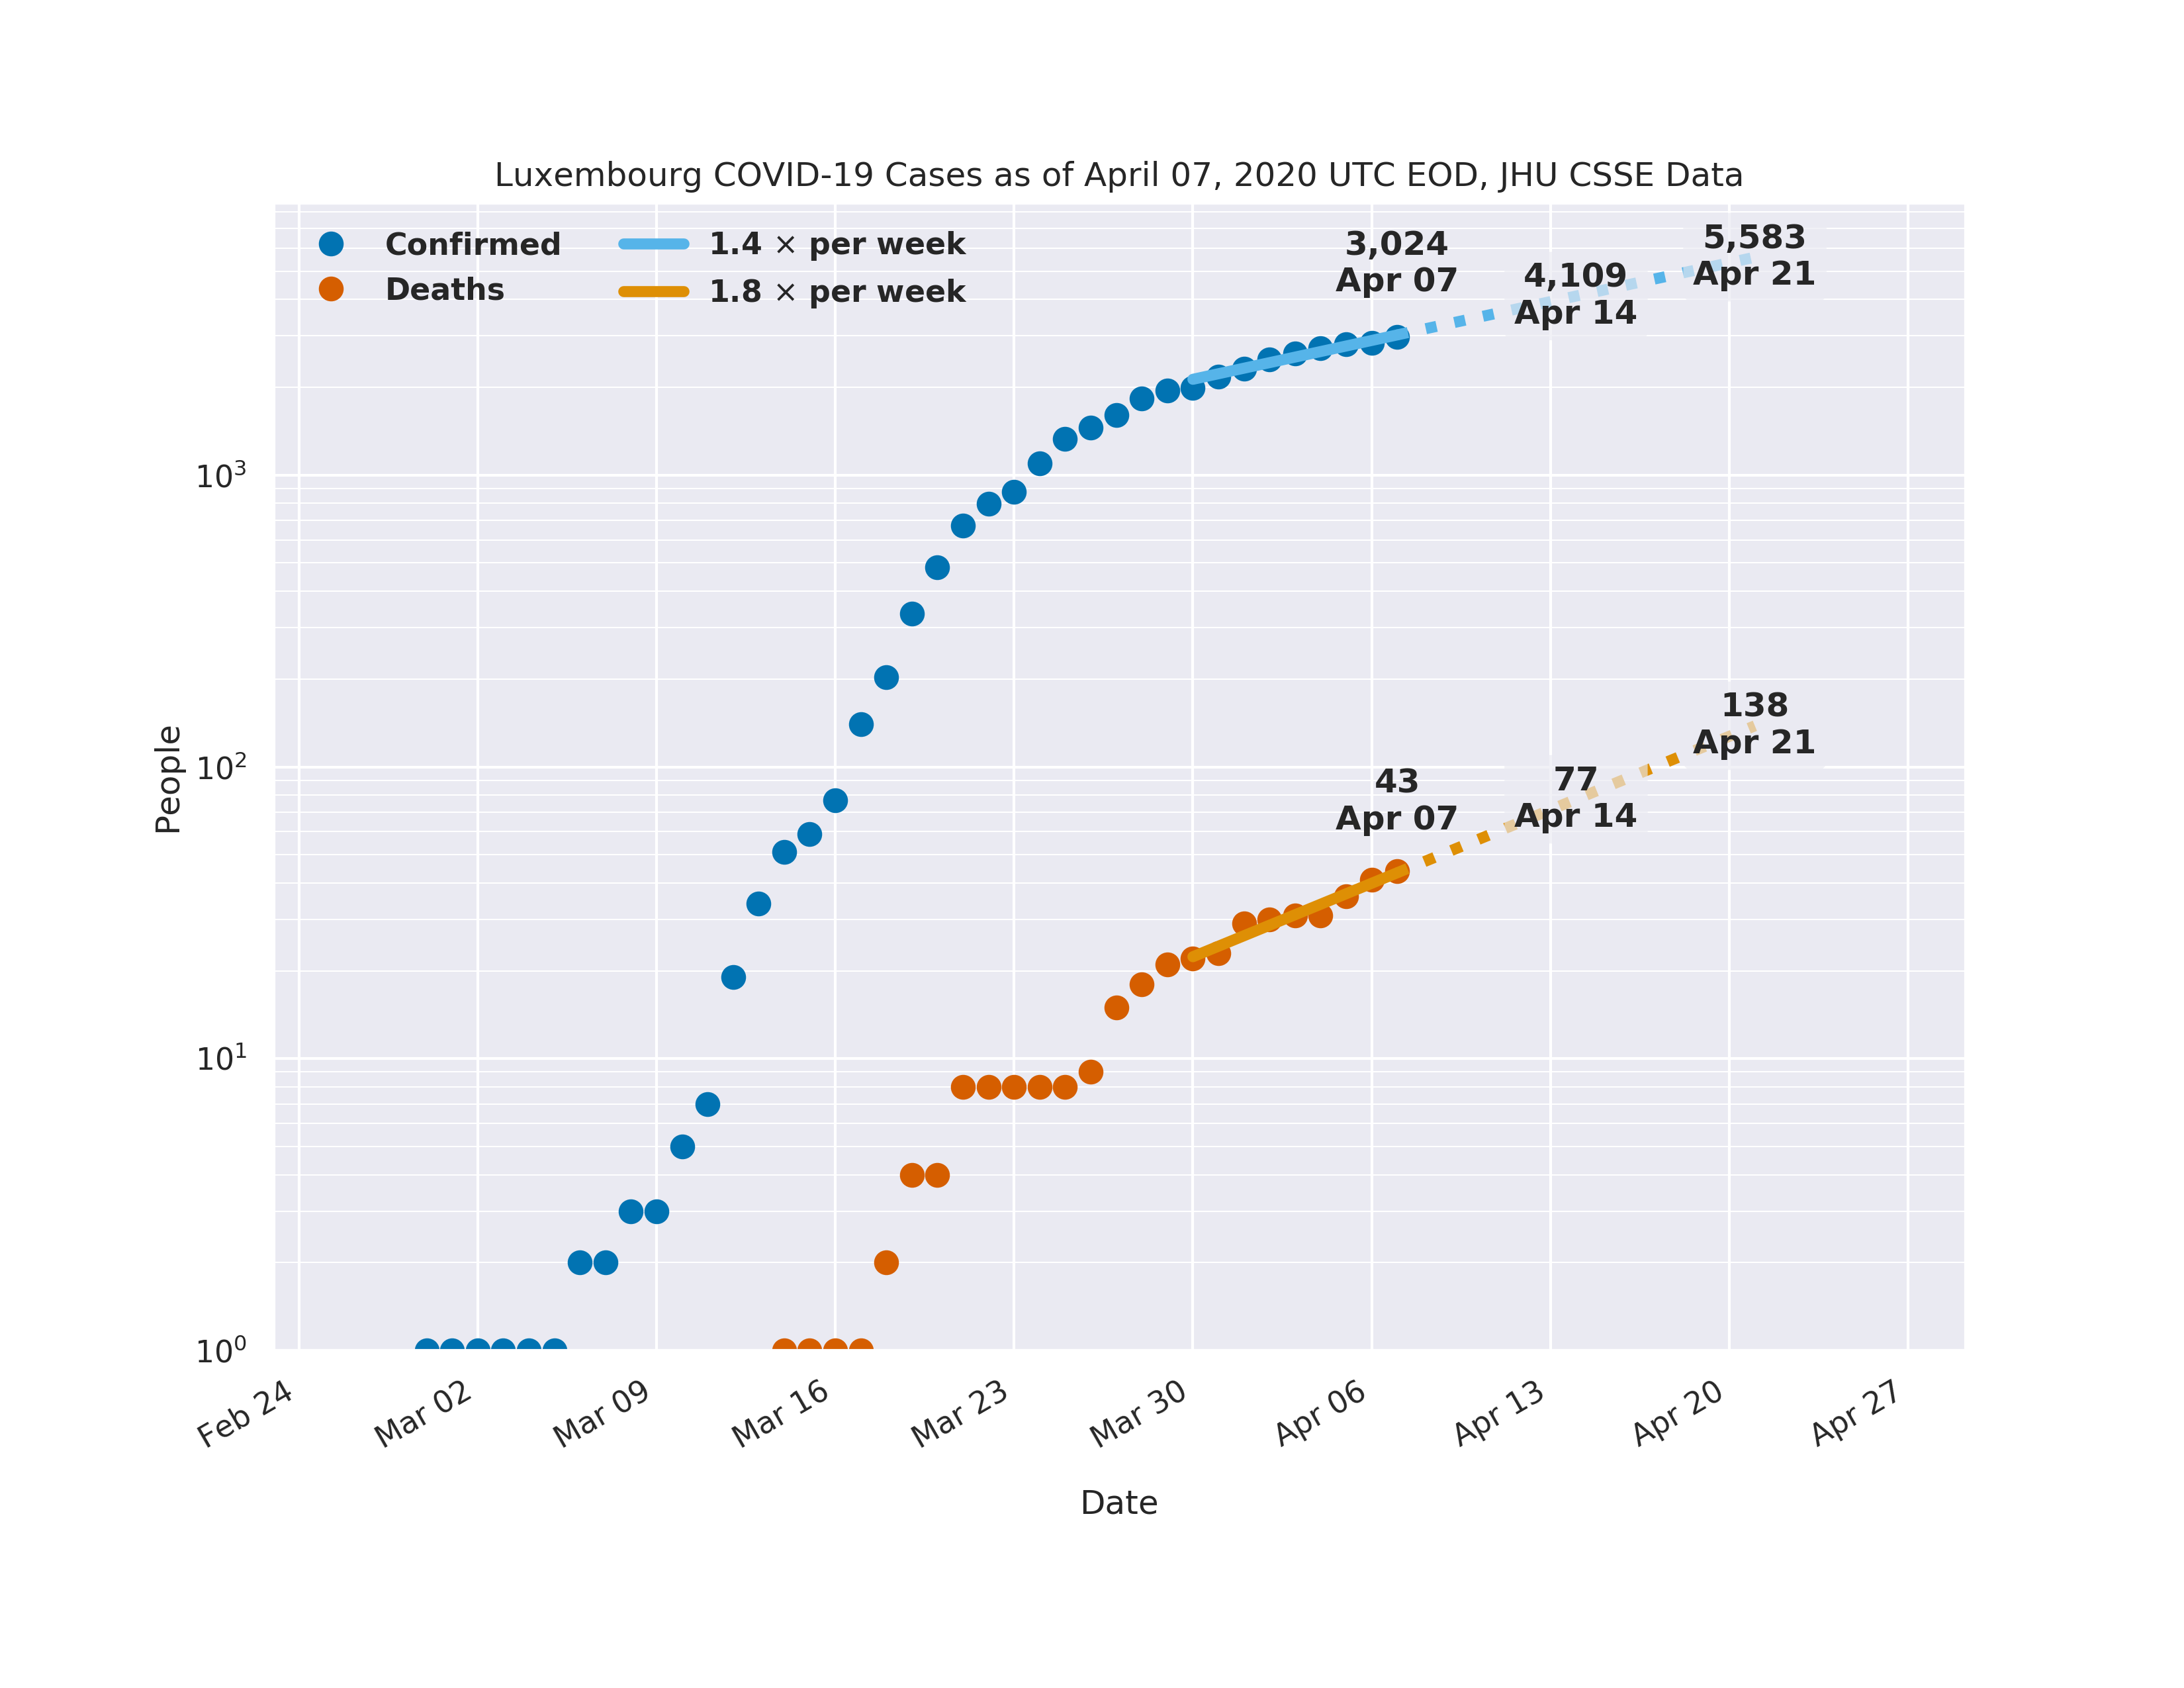 Luxembourg COVID-19 Cases as of April 07, 2020 UTC EOD, JHU CSSE Data
Confirmed
Deaths
1.4 × per week
1.8 × per week
3,024
Apr 07
4,109
Apr 14
5,583
Apr 21
43
Apr 07
77
Apr 14
138
Apr 21
People
10³
10²
10¹
10⁰
Feb 24
Mar 02
Mar 09
Mar 16
Mar 23
Mar 30
Apr 06
Apr 13
Apr 20
Apr 27
Date